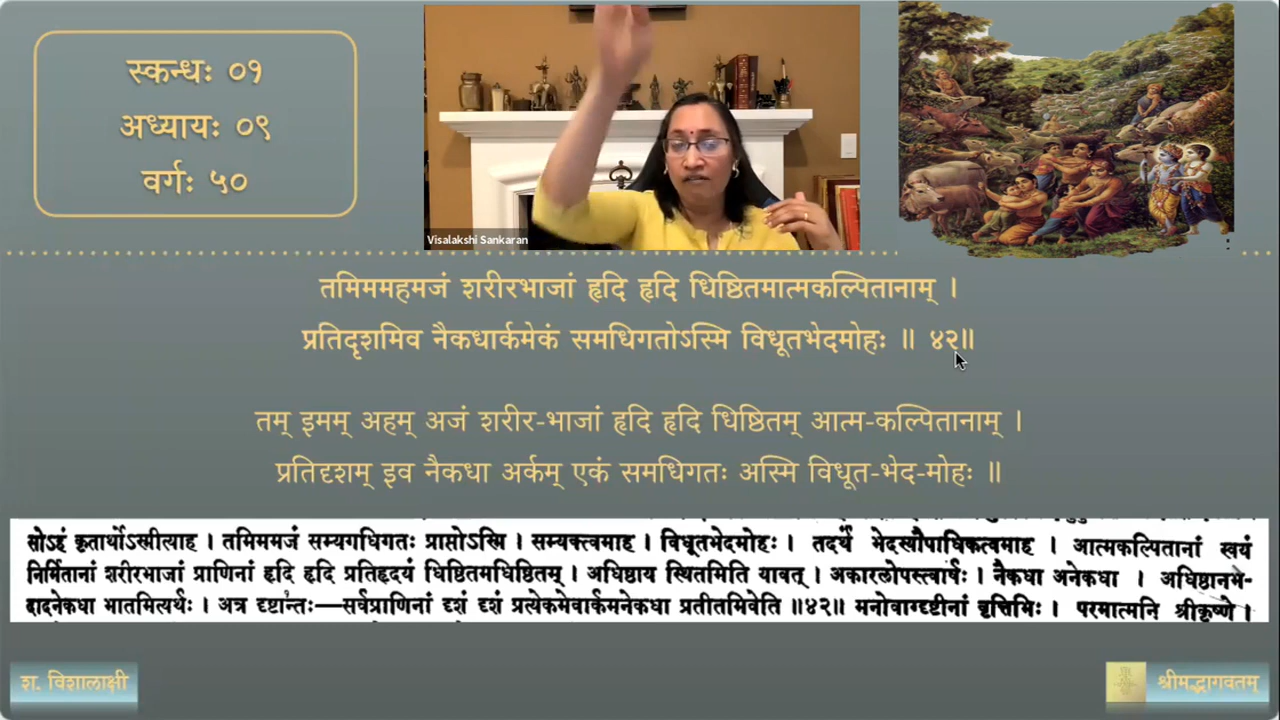 स्कन्धः ०१
अध्यायः ०९
वर्गः ५०
Visalakshi Sankaran
तमिममहमजं शरीरभाजां हृदि हृदि धिष्ठितमात्मकल्पितानाम् ।
प्रतिदृशमिव नैकधार्कमेकं समधिगतोऽस्मि विधूतभेदमोहः ॥ ४२॥
तम् इमम् अहम् अजं शरीर-भाजां हृदि हृदि धिष्ठितम् आत्म-कल्पितानाम् ।
प्रतिदृशम् इव नैकधा अर्कम् एकं समधिगतः अस्मि विधूत-भेद-मोहः ॥
सोऽहं कृतार्थोऽस्मीत्याह । तमिममजं सम्यगधिगतः प्राप्तोऽस्मि । सम्यक्त्वमाह । विधूतभेदमोहः । तदर्थं भेदस्यौपाधिकत्वमाह । आत्मकल्पितानां स्वयं
निर्मितानां शरीरभाजां प्राणिनां हृदि हृदि प्रतिहृदयं धिष्ठितमधिष्ठितम् । अधिष्ठाय स्थितमिति यावत् । अकारलोपस्त्वार्षः । नैकधा अनेकधा । अधिष्ठानभे-
दादनेकधा भातमित्यर्थः । अत्र दृष्टान्तः—सर्वप्राणिनां दृशं दृशं प्रत्येकमेवार्कमनेकधा प्रतीतमिवेति ॥४२॥ मनोवाग्दृष्टीनां वृत्तिभिः । परमात्मनि श्रीकृष्णे ।
श. विशालाक्षी
श्रीमद्भागवतम्